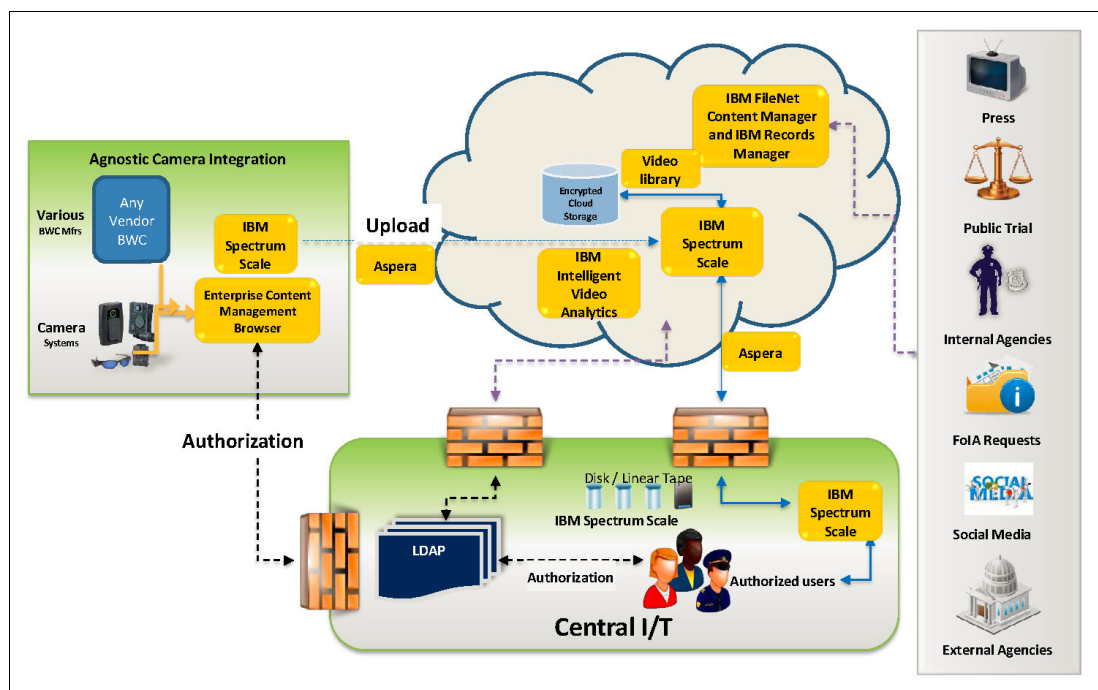 Agnostic Camera Integration
Various
BWC Mfrs
Any
Vendor
BWC
IBM
Spectrum
Scale
Enterprise Content
Management
Browser
Camera
Systems
Upload
Aspera
IBM FileNet
Content Manager
and IBM Records
Manager
Video
library
Encrypted
Cloud
Storage
IBM
Spectrum
Scale
IBM
Intelligent
Video
Analytics
Aspera
Authorization
Disk / Linear Tape
IBM Spectrum Scale
IBM
Spectrum
Scale
LDAP
Authorization
Authorized users
Central I/T
Press
Public Trial
Internal Agencies
FoIA Requests
SOCIAL
MEDIA
Social Media
External Agencies